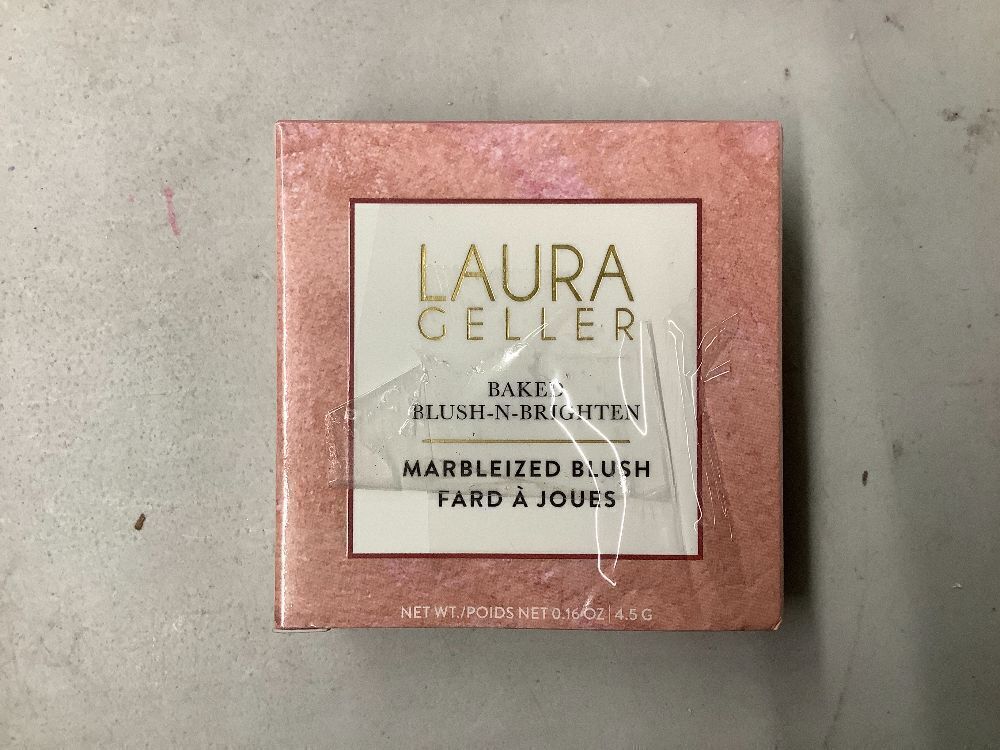 LAURA
GELLER
BAKED
BLUSH-N-BRIGHTEN
MARBLEIZED BLUSH
FARD À JOUES
NET WT./POIDS NET 0.16 OZ | 4.5 G